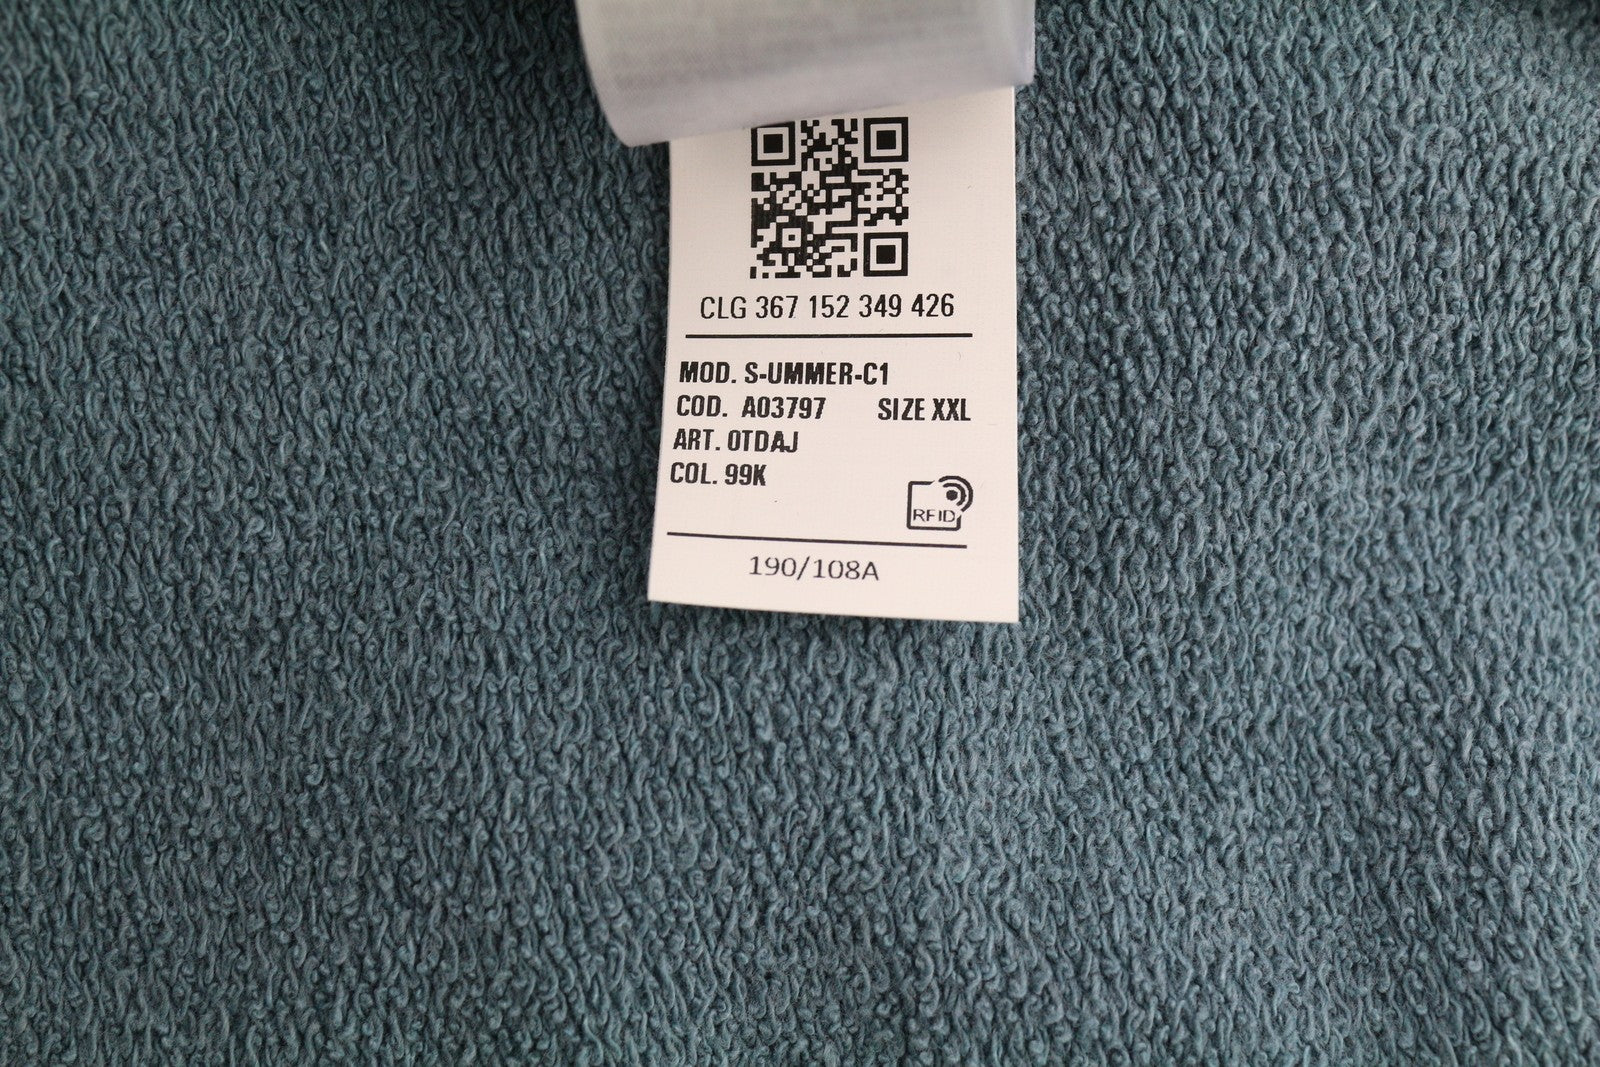 CLG 367 152 349 426
MOD. S-UMMER-C1
COD. A03797 SIZE XXL
ART. 0TDAJ
COL. 99K
RFID
190/108A